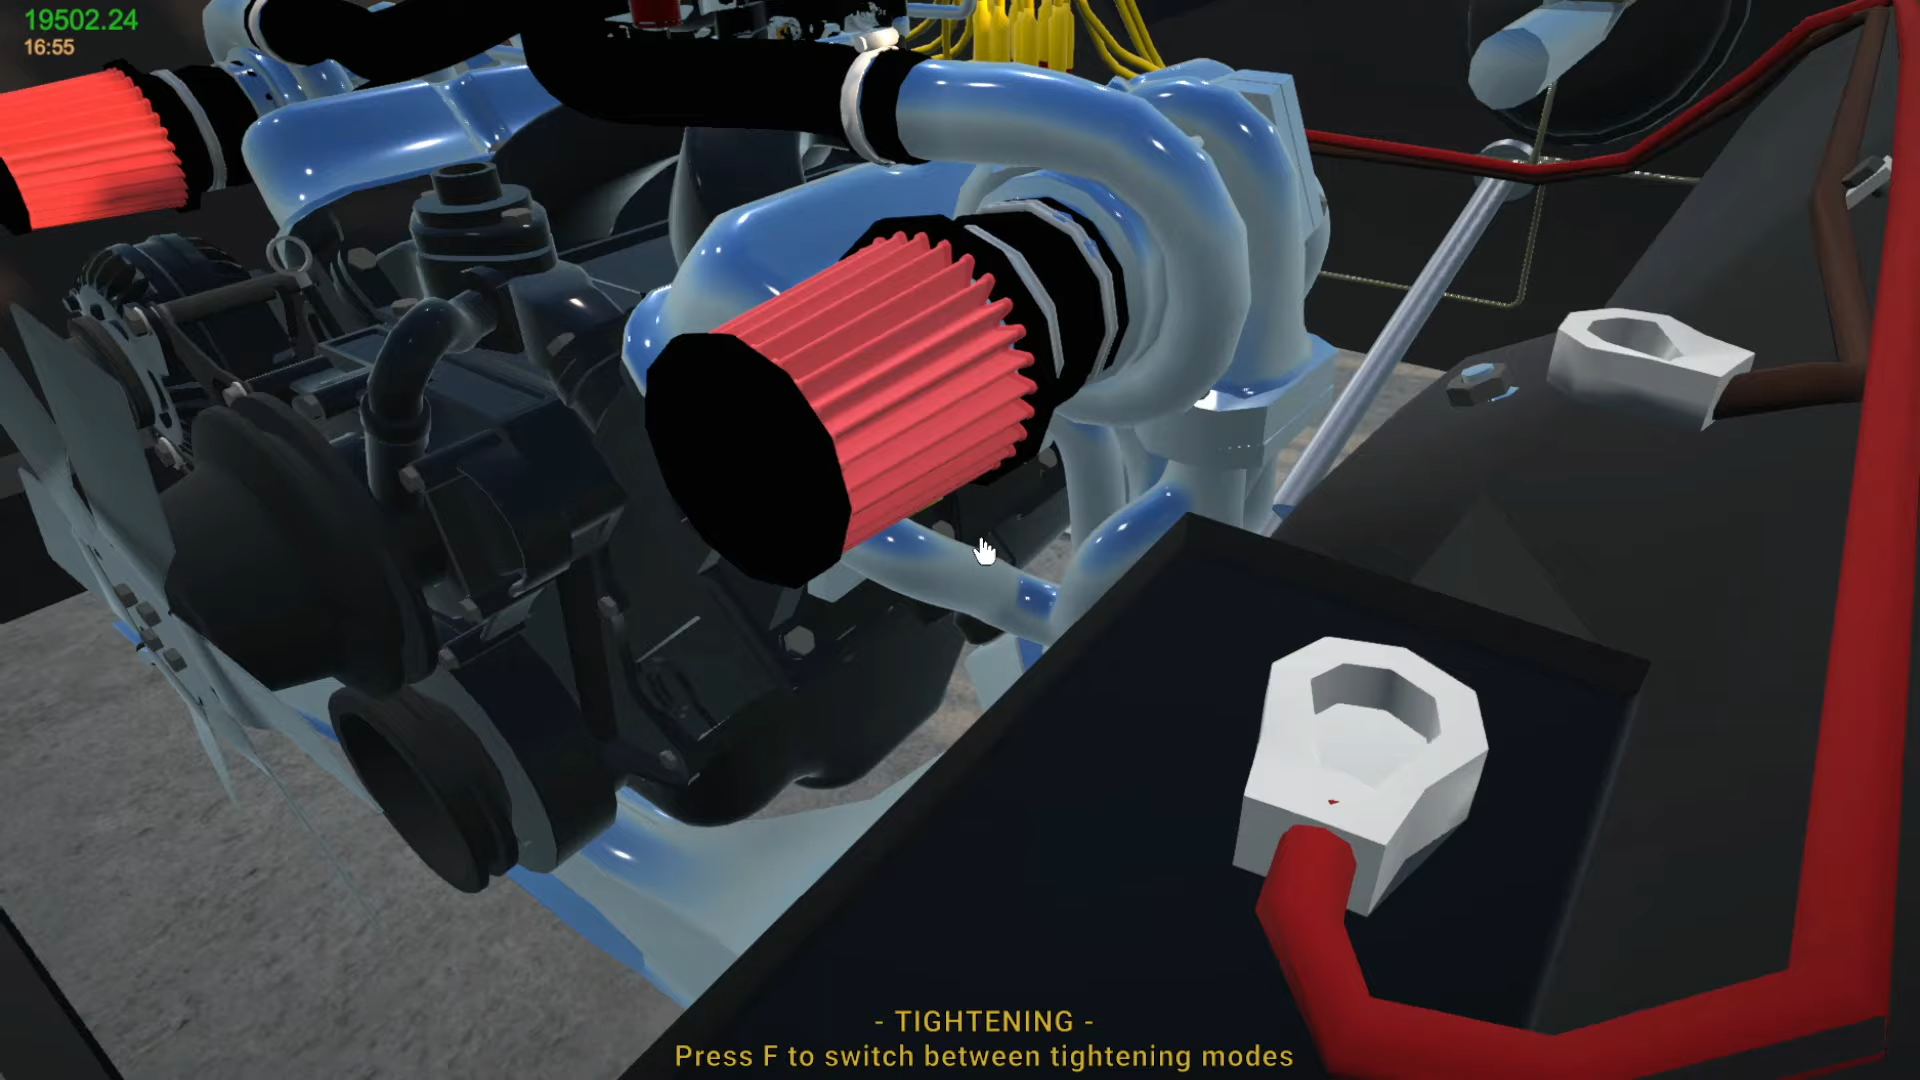 19502.24
16:55
- TIGHTENING -
Press F to switch between tightening modes